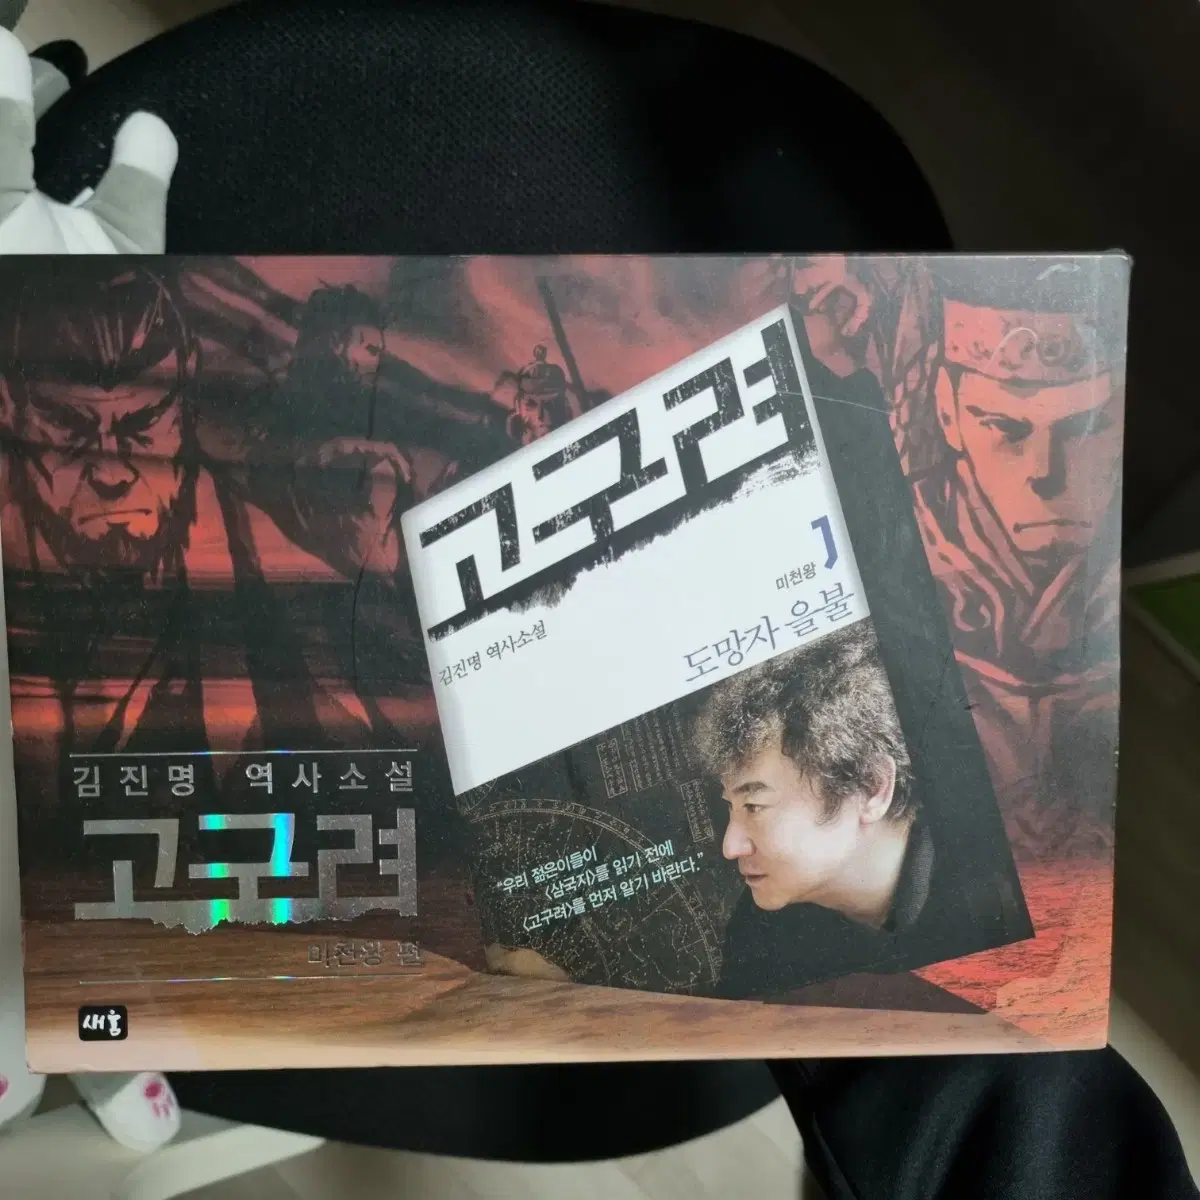 고구려
미천왕 1
도망자 을불
김진명 역사소설
“우리 젊은이들이
<삼국지>를 읽기 전에
<고구려>를 먼저 알기 바란다.”
김진명 역사소설
고구려
미천왕 편
새움